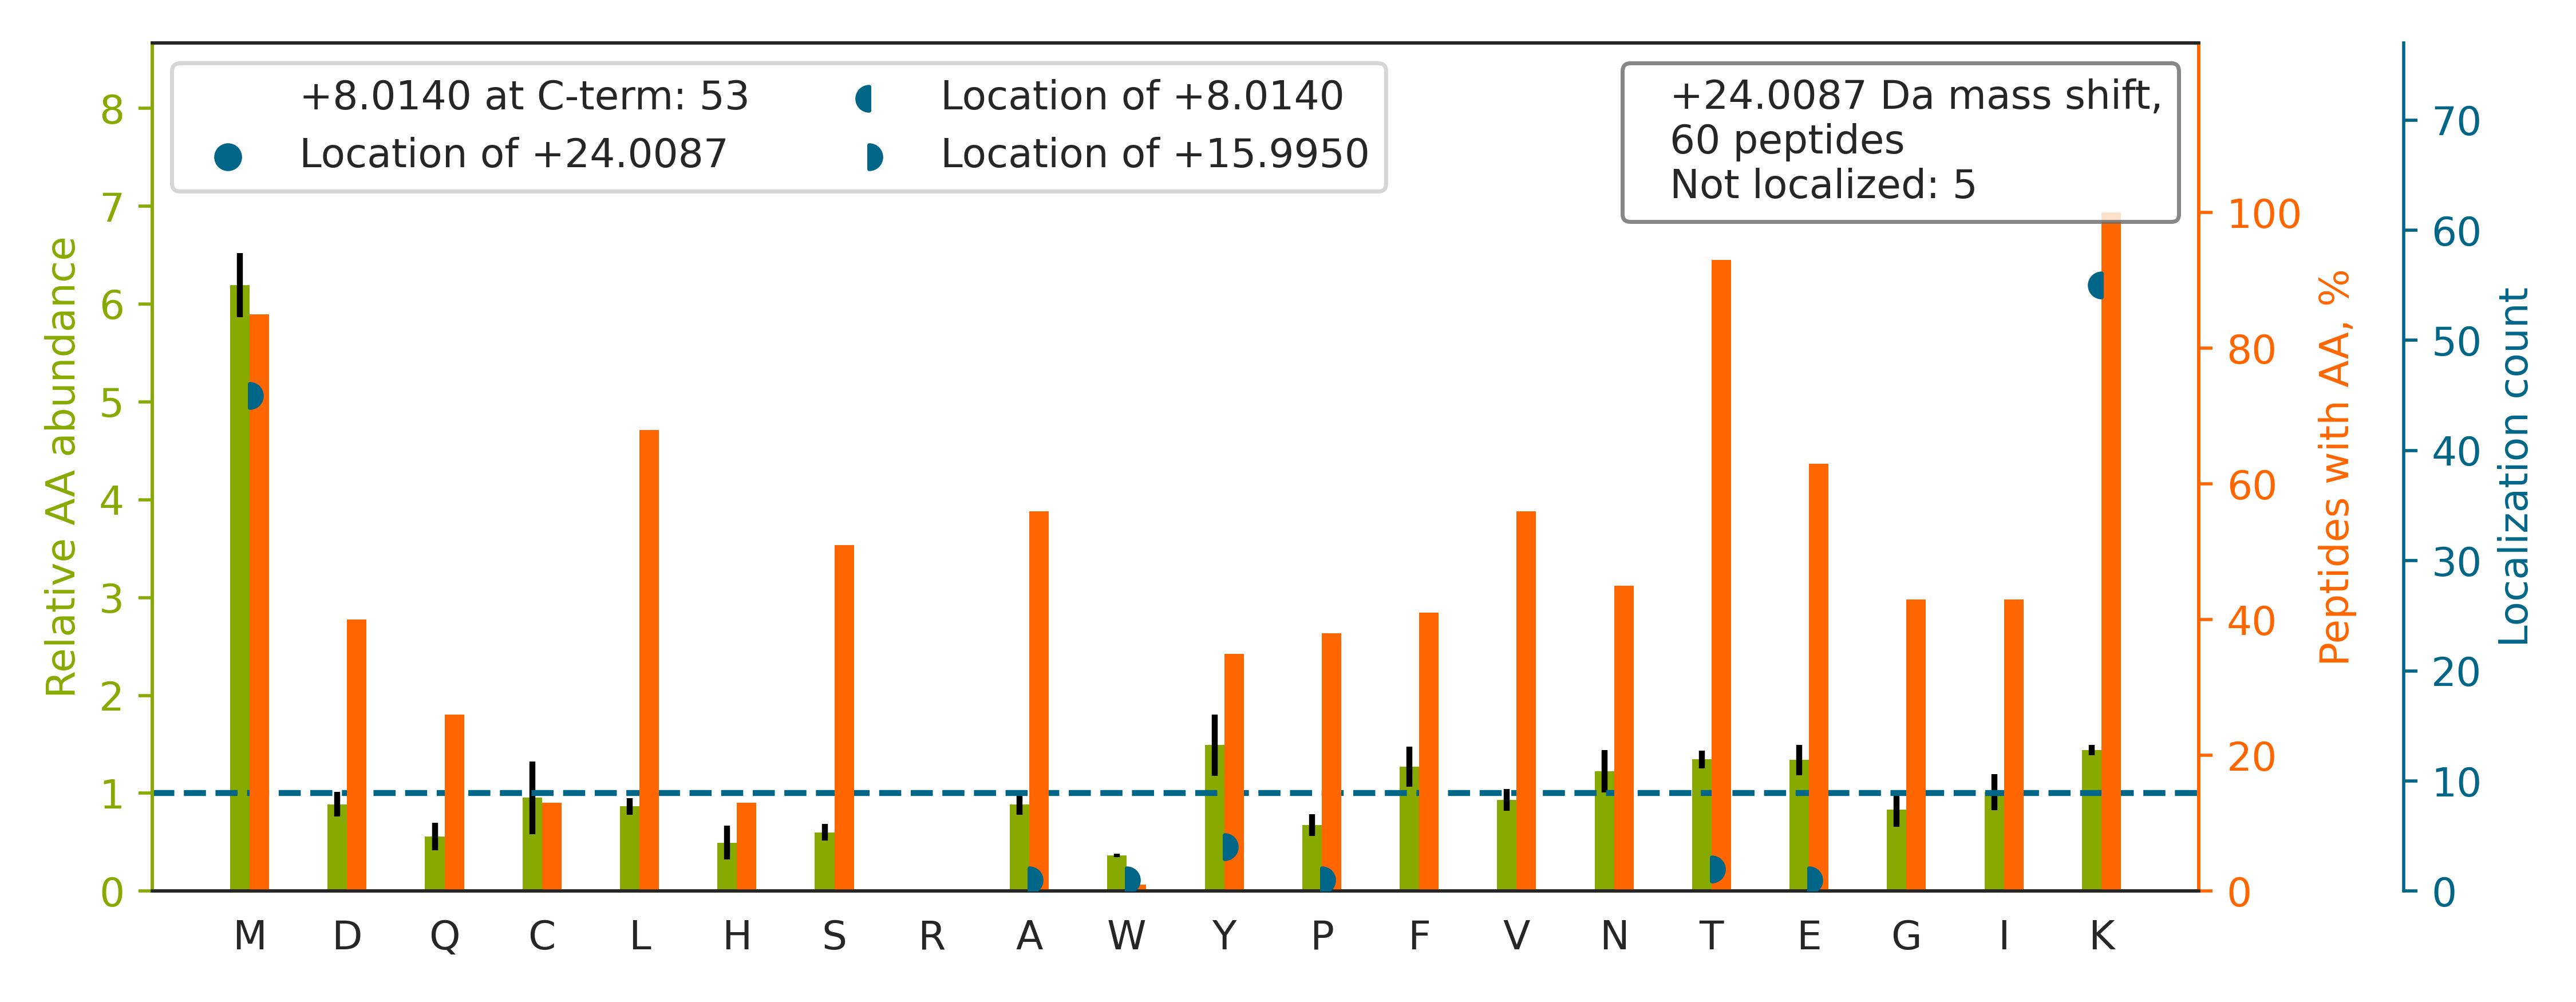 +8.0140 at C-term: 53
Location of +24.0087
Location of +8.0140
Location of +15.9950
+24.0087 Da mass shift,
60 peptides
Not localized: 5
Relative AA abundance
8
7
6
5
4
3
2
1
0
100
80
60
40
20
0
Peptides with AA, %
70
60
50
40
30
20
10
0
Localization count
M D Q C L H S R A W Y P F V N T E G I K